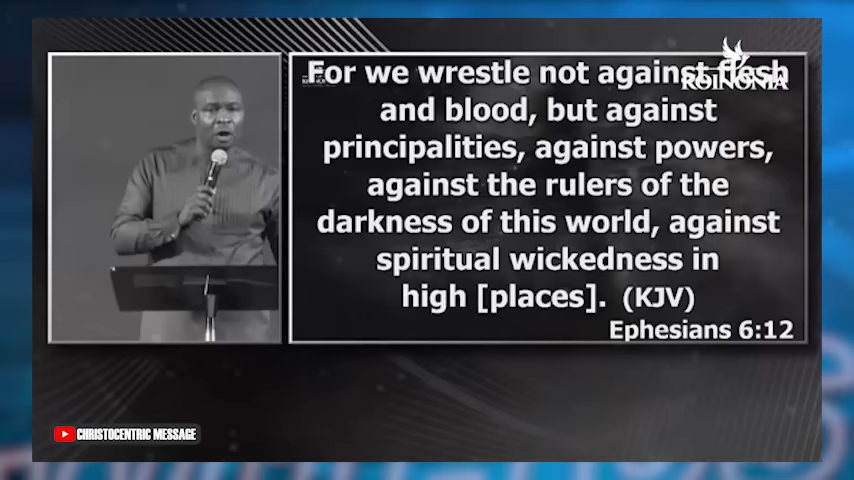 For we wrestle not against flesh
and blood, but against
principalities, against powers,
against the rulers of the
darkness of this world, against
spiritual wickedness in
high [places]. (KJV)
Ephesians 6:12
KOINONIA
CHRISTOCENTRIC MESSAGE